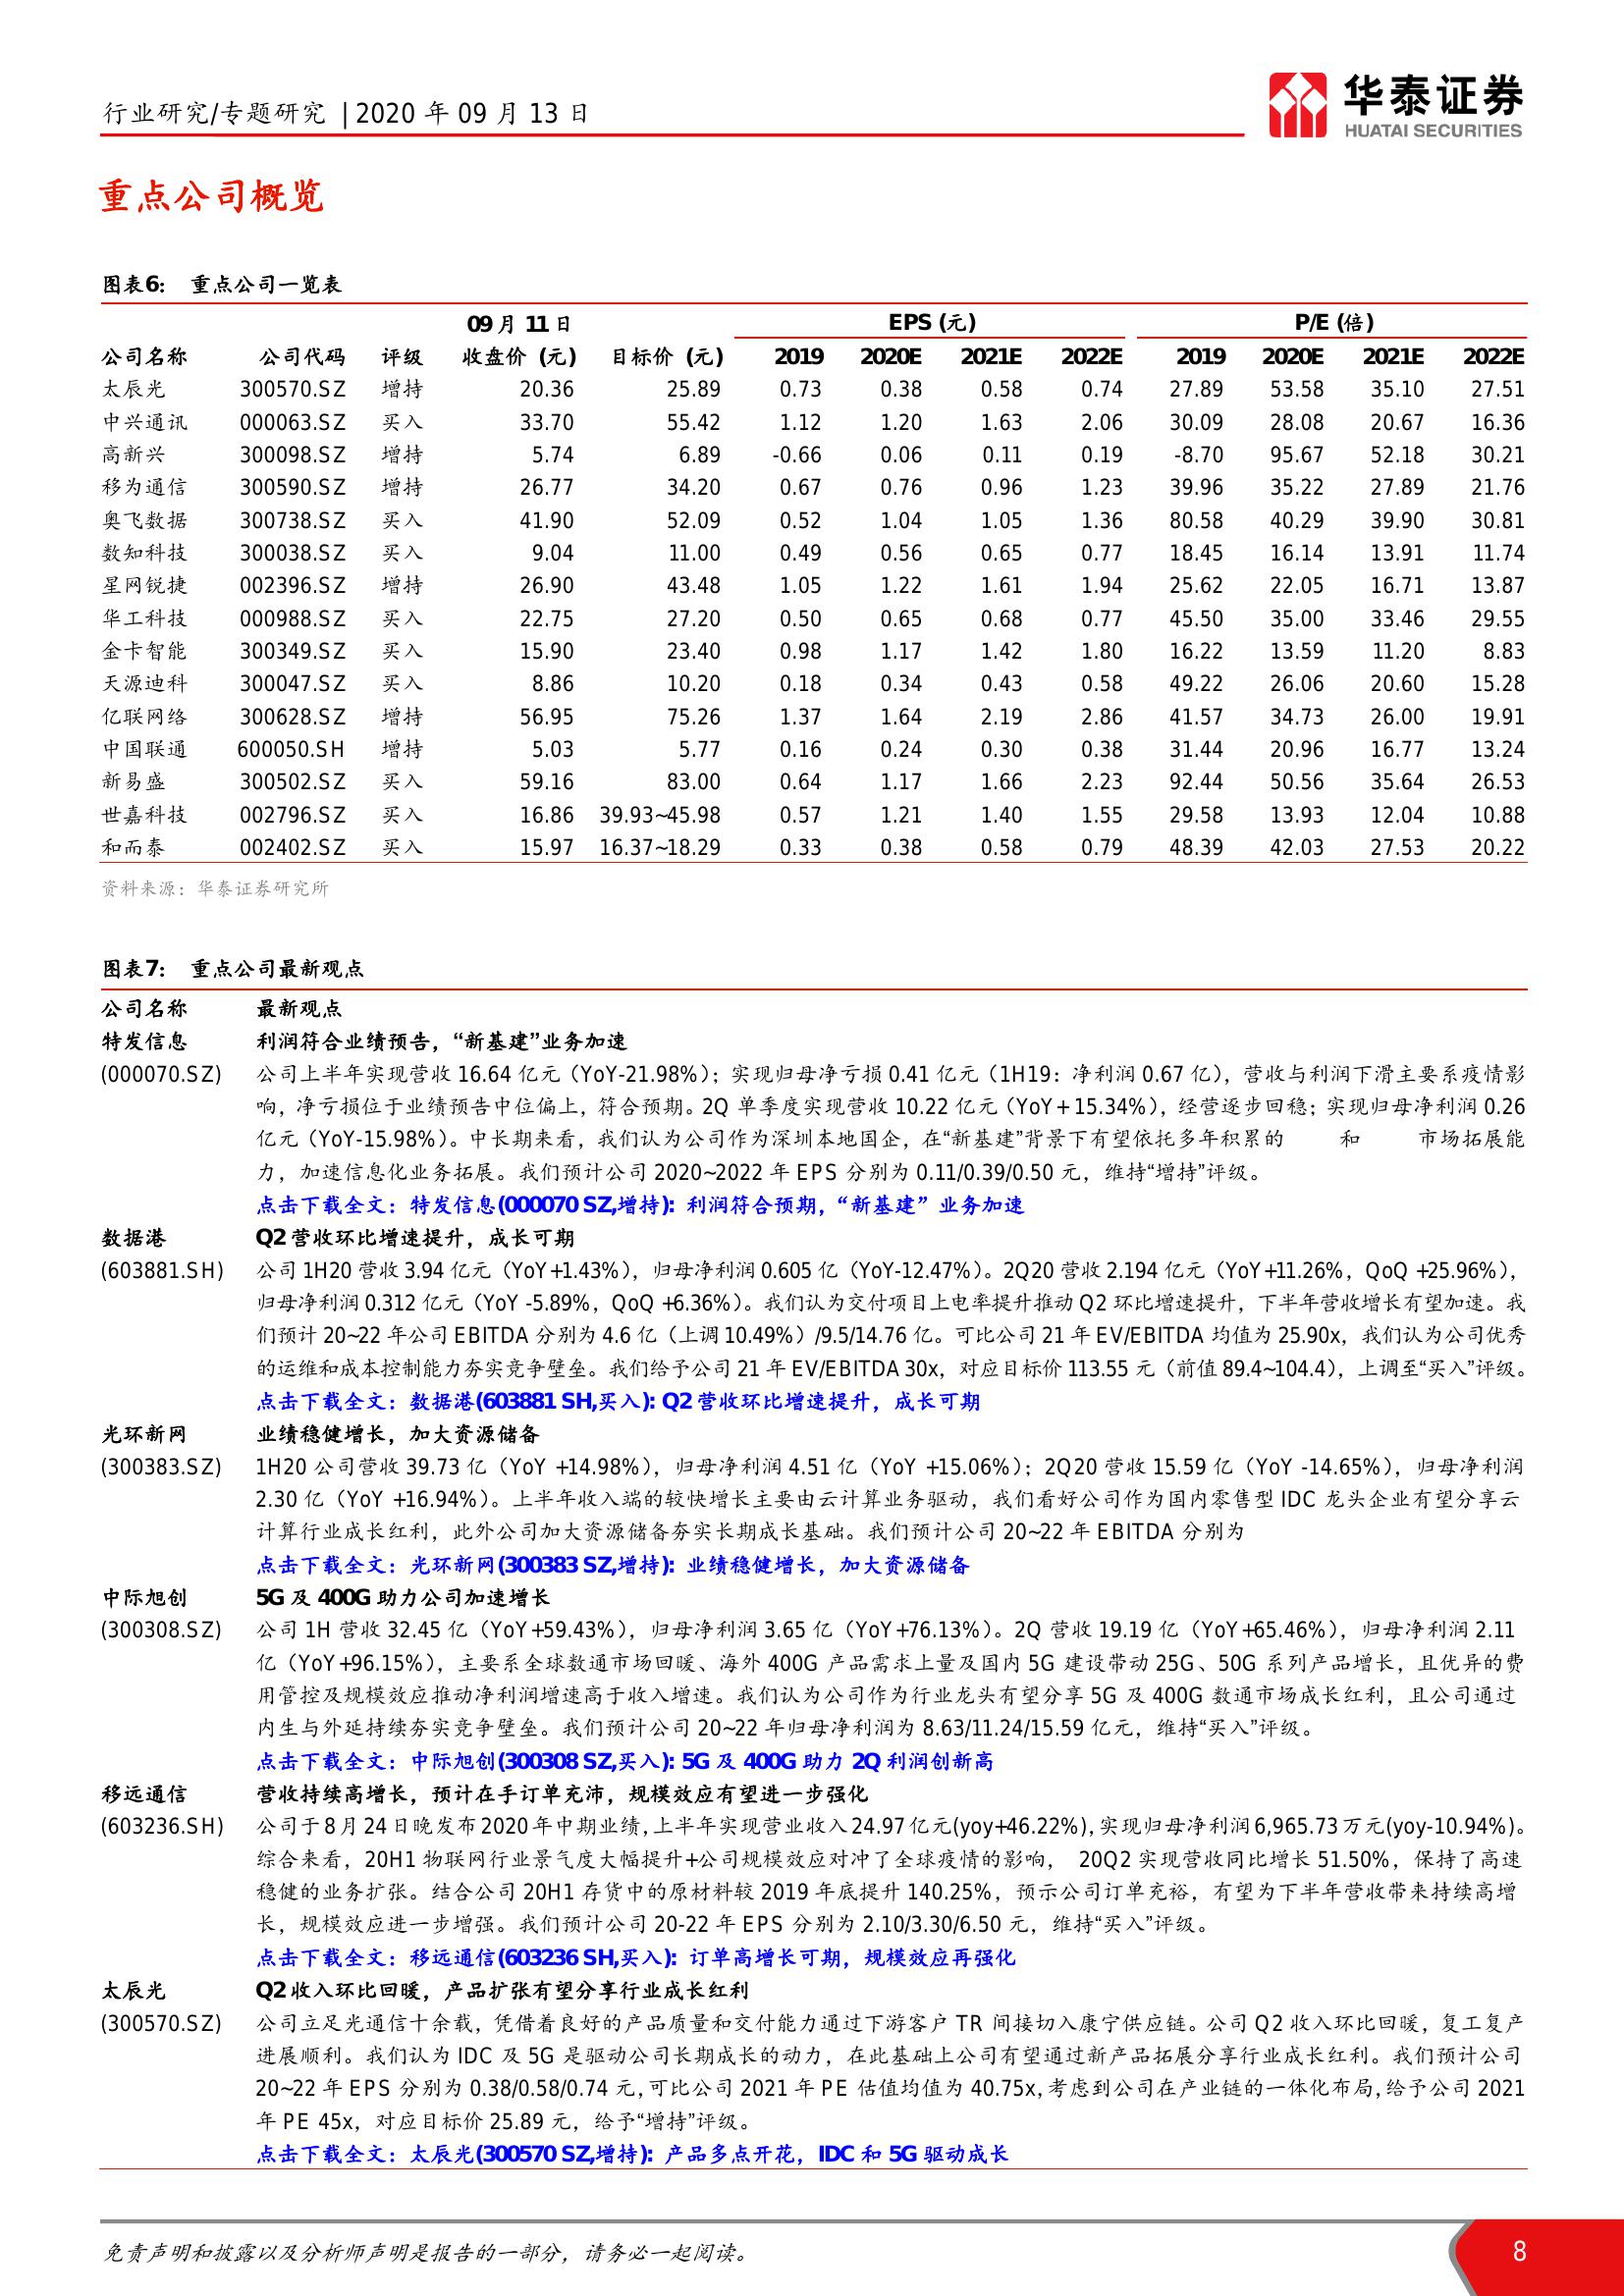 行业研究/专题研究 | 2020 年 09 月 13 日
华泰证券
HUATAI SECURITIES
重点公司概览
图表6： 重点公司一览表
09 月 11 日 EPS (元) P/E (倍)
公司名称 公司代码 评级 收盘价 (元) 目标价 (元) 2019 2020E 2021E 2022E 2019 2020E 2021E 2022E
太辰光 300570.SZ 增持 20.36 25.89 0.73 0.38 0.58 0.74 27.89 53.58 35.10 27.51
中兴通讯 000063.SZ 买入 33.70 55.42 1.12 1.20 1.63 2.06 30.09 28.08 20.67 16.36
高新兴 300098.SZ 增持 5.74 6.89 -0.66 0.06 0.11 0.19 -8.70 95.67 52.18 30.21
移为通信 300590.SZ 增持 26.77 34.20 0.67 0.76 0.96 1.23 39.96 35.22 27.89 21.76
奥飞数据 300738.SZ 买入 41.90 52.09 0.52 1.04 1.05 1.36 80.58 40.29 39.90 30.81
数知科技 300038.SZ 买入 9.04 11.00 0.49 0.56 0.65 0.77 18.45 16.14 13.91 11.74
星网锐捷 002396.SZ 增持 26.90 43.48 1.05 1.22 1.61 1.94 25.62 22.05 16.71 13.87
华工科技 000988.SZ 买入 22.75 27.20 0.50 0.65 0.68 0.77 45.50 35.00 33.46 29.55
金卡智能 300349.SZ 买入 15.90 23.40 0.98 1.17 1.42 1.80 16.22 13.59 11.20 8.83
天源迪科 300047.SZ 买入 8.86 10.20 0.18 0.34 0.43 0.58 49.22 26.06 20.60 15.28
亿联网络 300628.SZ 增持 56.95 75.26 1.37 1.64 2.19 2.86 41.57 34.73 26.00 19.91
中国联通 600050.SH 增持 5.03 5.77 0.16 0.24 0.30 0.38 31.44 20.96 16.77 13.24
新易盛 300502.SZ 买入 59.16 83.00 0.64 1.17 1.66 2.23 92.44 50.56 35.64 26.53
世嘉科技 002796.SZ 买入 16.86 39.93~45.98 0.57 1.21 1.40 1.55 29.58 13.93 12.04 10.88
和而泰 002402.SZ 买入 15.97 16.37~18.29 0.33 0.38 0.58 0.79 48.39 42.03 27.53 20.22
资料来源：华泰证券研究所
图表7： 重点公司最新观点
公司名称 最新观点
特发信息 利润符合业绩预告，“新基建”业务加速
(000070.SZ) 公司上半年实现营收 16.64 亿元（YoY-21.98%）；实现归母净亏损 0.41 亿元（1H19：净利润 0.67 亿），营收与利润下滑主要系疫情影
响，净亏损位于业绩预告中位偏上，符合预期。2Q 单季度实现营收 10.22 亿元（YoY+ 15.34%），经营逐步回稳；实现归母净利润 0.26
亿元（YoY-15.98%）。中长期来看，我们认为公司作为深圳本地国企，在“新基建”背景下有望依托多年积累的 和 市场拓展能
力，加速信息化业务拓展。我们预计公司 2020~2022 年 EPS 分别为 0.11/0.39/0.50 元，维持“增持”评级。
点击下载全文：特发信息(000070 SZ,增持): 利润符合预期，“新基建”业务加速
数据港 Q2 营收环比增速提升，成长可期
(603881.SH) 公司 1H20 营收 3.94 亿元（YoY+1.43%），归母净利润 0.605 亿（YoY-12.47%）。2Q20 营收 2.194 亿元（YoY+11.26%，QoQ +25.96%），
归母净利润 0.312 亿元（YoY -5.89%，QoQ +6.36%）。我们认为交付项目上电率提升推动 Q2 环比增速提升，下半年营收增长有望加速。我
们预计 20~22 年公司 EBITDA 分别为 4.6 亿（上调 10.49%）/9.5/14.76 亿。可比公司 21 年 EV/EBITDA 均值为 25.90x，我们认为公司优秀
的运维和成本控制能力夯实竞争壁垒。我们给予公司 21 年 EV/EBITDA 30x，对应目标价 113.55 元（前值 89.4~104.4），上调至“买入”评级。
点击下载全文：数据港(603881 SH,买入): Q2 营收环比增速提升，成长可期
光环新网 业绩稳健增长，加大资源储备
(300383.SZ) 1H20 公司营收 39.73 亿（YoY +14.98%），归母净利润 4.51 亿（YoY +15.06%）；2Q20 营收 15.59 亿（YoY -14.65%），归母净利润
2.30 亿（YoY +16.94%）。上半年收入端的较快增长主要由云计算业务驱动，我们看好公司作为国内零售型 IDC 龙头企业有望分享云
计算行业成长红利，此外公司加大资源储备夯实长期成长基础。我们预计公司 20~22 年 EBITDA 分别为
点击下载全文：光环新网(300383 SZ,增持): 业绩稳健增长，加大资源储备
中际旭创 5G 及 400G 助力公司加速增长
(300308.SZ) 公司 1H 营收 32.45 亿（YoY+59.43%），归母净利润 3.65 亿（YoY+76.13%）。2Q 营收 19.19 亿（YoY+65.46%），归母净利润 2.11
亿（YoY+96.15%），主要系全球数通市场回暖、海外 400G 产品需求上量及国内 5G 建设带动 25G、50G 系列产品增长，且优异的费
用管控及规模效应推动净利润增速高于收入增速。我们认为公司作为行业龙头有望分享 5G 及 400G 数通市场成长红利，且公司通过
内生与外延持续夯实竞争壁垒。我们预计公司 20~22 年归母净利润为 8.63/11.24/15.59 亿元，维持“买入”评级。
点击下载全文：中际旭创(300308 SZ,买入): 5G 及 400G 助力 2Q 利润创新高
移远通信 营收持续高增长，预计在手订单充沛，规模效应有望进一步强化
(603236.SH) 公司于 8 月 24 日晚发布 2020 年中期业绩，上半年实现营业收入 24.97 亿元(yoy+46.22%)，实现归母净利润 6,965.73 万元(yoy-10.94%)。
综合来看，20H1 物联网行业景气度大幅提升+公司规模效应对冲了全球疫情的影响， 20Q2 实现营收同比增长 51.50%，保持了高速
稳健的业务扩张。结合公司 20H1 存货中的原材料较 2019 年底提升 140.25%，预示公司订单充裕，有望为下半年营收带来持续高增
长，规模效应进一步增强。我们预计公司 20-22 年 EPS 分别为 2.10/3.30/6.50 元，维持“买入”评级。
点击下载全文：移远通信(603236 SH,买入): 订单高增长可期，规模效应再强化
太辰光 Q2 收入环比回暖，产品扩张有望分享行业成长红利
(300570.SZ) 公司立足光通信十余载，凭借着良好的产品质量和交付能力通过下游客户 TR 间接切入康宁供应链。公司 Q2 收入环比回暖，复工复产
进展顺利。我们认为 IDC 及 5G 是驱动公司长期成长的动力，在此基础上公司有望通过新产品拓展分享行业成长红利。我们预计公司
20~22 年 EPS 分别为 0.38/0.58/0.74 元，可比公司 2021 年 PE 估值均值为 40.75x，考虑到公司在产业链的一体化布局，给予公司 2021
年 PE 45x，对应目标价 25.89 元，给予“增持”评级。
点击下载全文：太辰光(300570 SZ,增持): 产品多点开花，IDC 和 5G 驱动成长
免责声明和披露以及分析师声明是报告的一部分，请务必一起阅读。 8